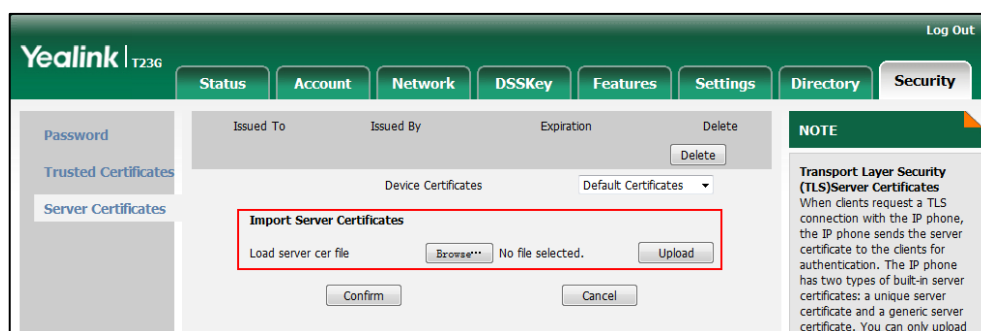 Log Out
Yealink T23G
Status Account Network DSSKey Features Settings Directory Security
Password
Trusted Certificates
Server Certificates
Issued To Issued By Expiration Delete
Delete
Device Certificates Default Certificates
Import Server Certificates
Load server cer file Browse... No file selected. Upload
Confirm Cancel
NOTE
Transport Layer Security
(TLS)Server Certificates
When clients request a TLS
connection with the IP phone,
the IP phone sends the server
certificate to the clients for
authentication. The IP phone
has two types of built-in server
certificates: a unique server
certificate and a generic server
certificate. You can only upload